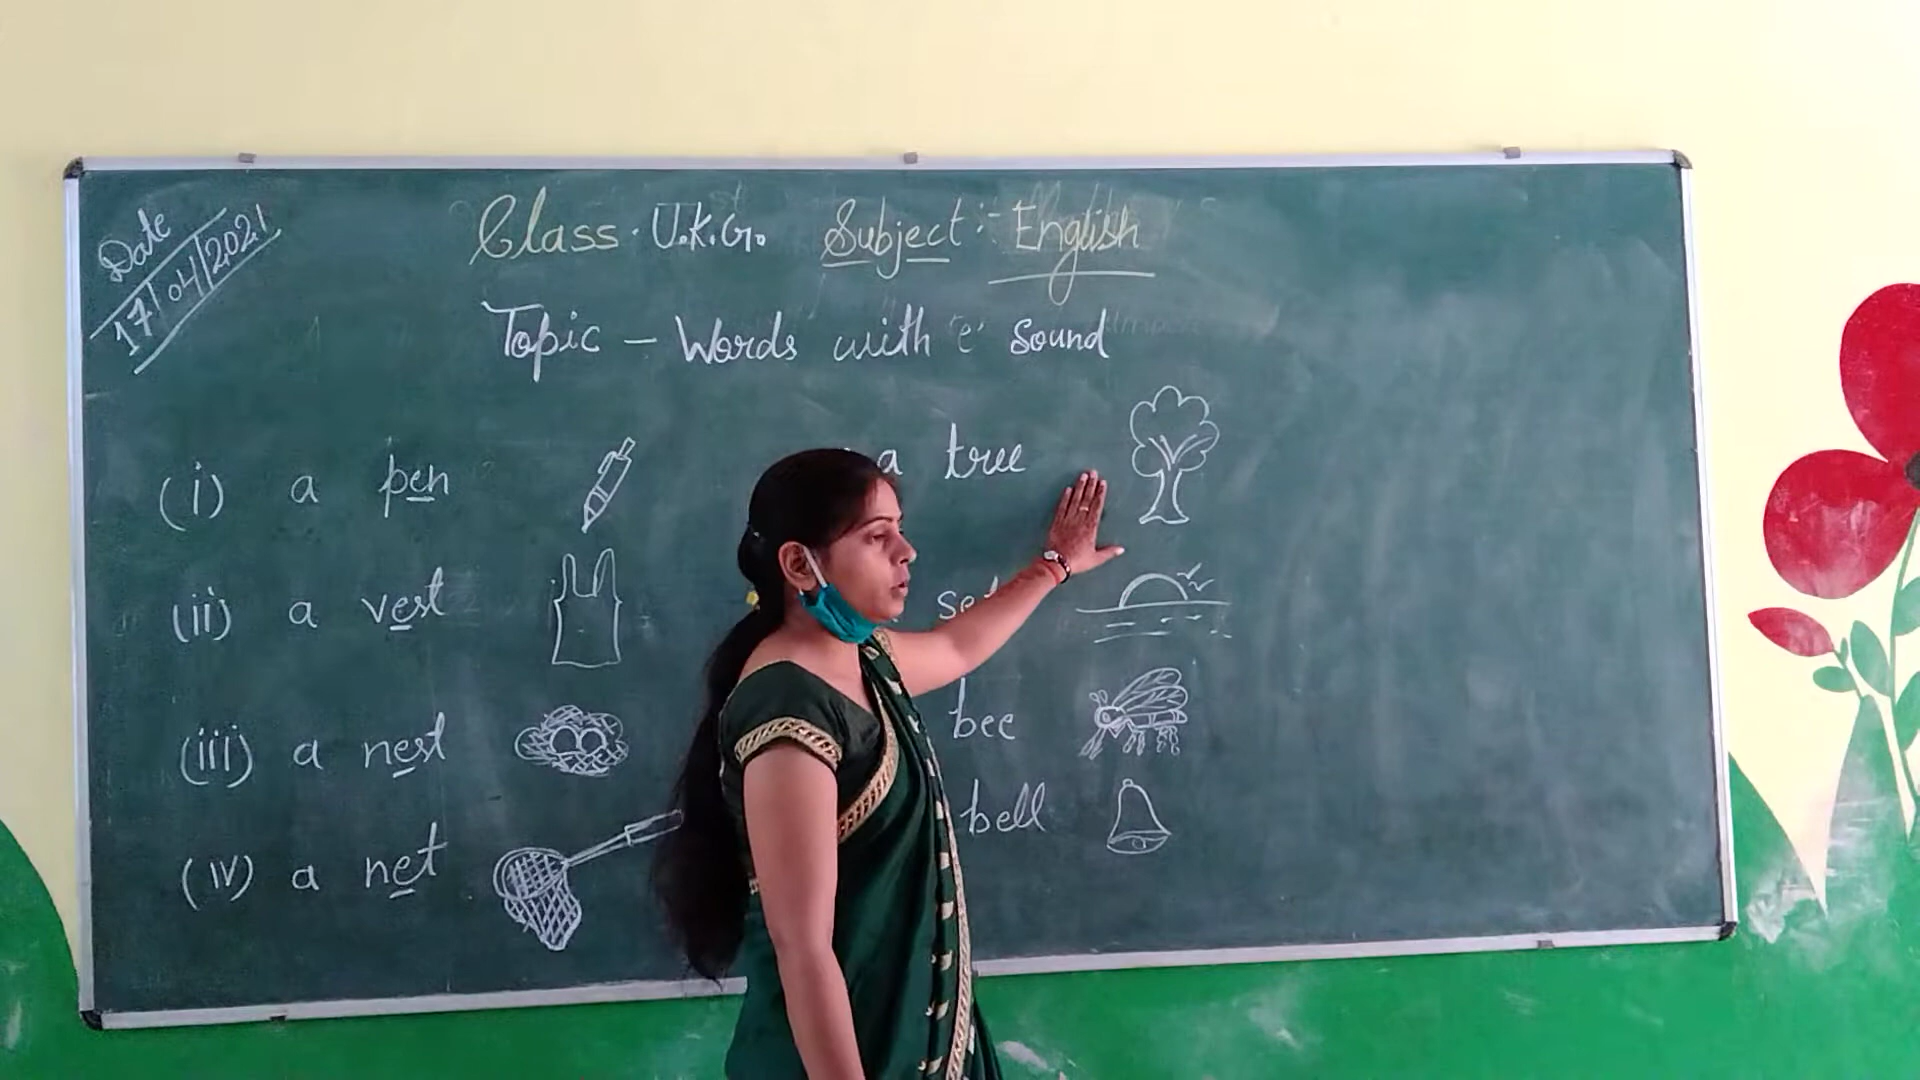 Date
17/04/2021
Class. U.K.G. Subject :- English
Topic - Words with 'e' sound
(i) a pen
(ii) a vest
(iii) a nest
(iv) a net
a tree
set
bee
bell